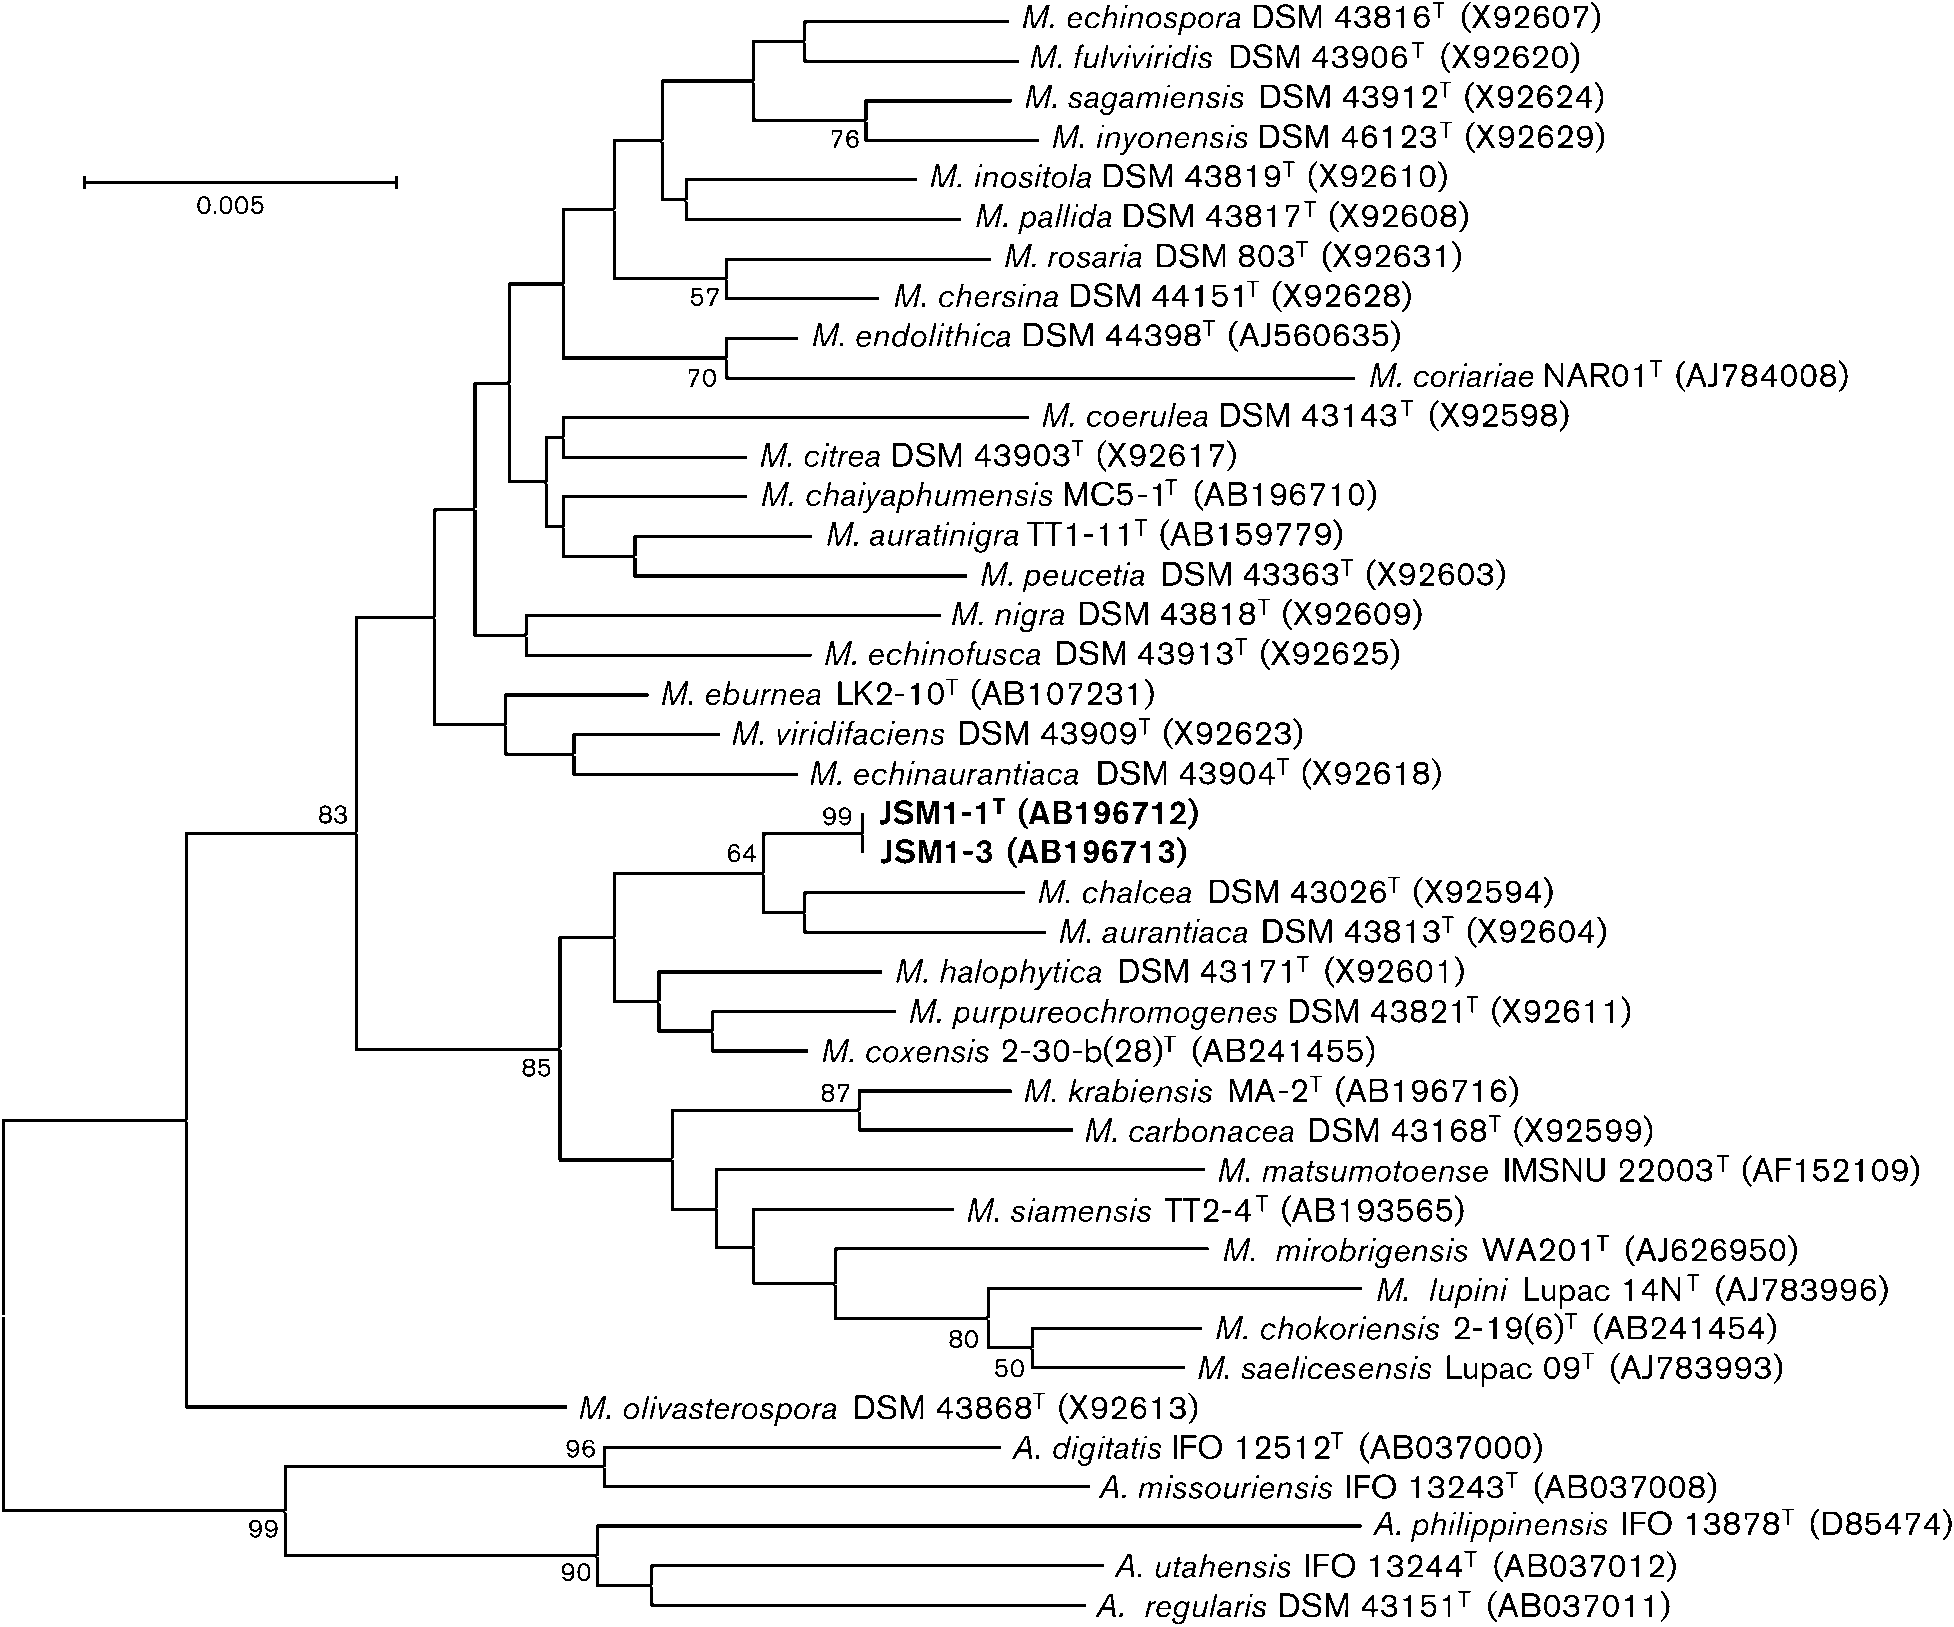 M. echinospora DSM 43816ᵀ (X92607)
M. fulviviridis DSM 43906ᵀ (X92620)
M. sagamiensis DSM 43912ᵀ (X92624)
76 M. inyonensis DSM 46123ᵀ (X92629)
M. inositola DSM 43819ᵀ (X92610)
0.005
M. pallida DSM 43817ᵀ (X92608)
M. rosaria DSM 803ᵀ (X92631)
57 M. chersina DSM 44151ᵀ (X92628)
M. endolithica DSM 44398ᵀ (AJ560635)
70 M. coriariae NAR01ᵀ (AJ784008)
M. coerulea DSM 43143ᵀ (X92598)
M. citrea DSM 43903ᵀ (X92617)
M. chaiyaphumensis MC5-1ᵀ (AB196710)
M. auratinigra TT1-11ᵀ (AB159779)
M. peucetia DSM 43363ᵀ (X92603)
M. nigra DSM 43818ᵀ (X92609)
M. echinofusca DSM 43913ᵀ (X92625)
M. eburnea LK2-10ᵀ (AB107231)
M. viridifaciens DSM 43909ᵀ (X92623)
M. echinaurantiaca DSM 43904ᵀ (X92618)
83 99 JSM1-1ᵀ (AB196712)
64 JSM1-3 (AB196713)
M. chalcea DSM 43026ᵀ (X92594)
M. aurantiaca DSM 43813ᵀ (X92604)
M. halophytica DSM 43171ᵀ (X92601)
M. purpureochromogenes DSM 43821ᵀ (X92611)
85 M. coxensis 2-30-b(28)ᵀ (AB241455)
87 M. krabiensis MA-2ᵀ (AB196716)
M. carbonacea DSM 43168ᵀ (X92599)
M. matsumotoense IMSNU 22003ᵀ (AF152109)
M. siamensis TT2-4ᵀ (AB193565)
M. mirobrigensis WA201ᵀ (AJ626950)
M. lupini Lupac 14Nᵀ (AJ783996)
80 M. chokoriensis 2-19(6)ᵀ (AB241454)
50 M. saelicesensis Lupac 09ᵀ (AJ783993)
M. olivasterospora DSM 43868ᵀ (X92613)
96 A. digitatis IFO 12512ᵀ (AB037000)
A. missouriensis IFO 13243ᵀ (AB037008)
99 A. philippinensis IFO 13878ᵀ (D85474)
90 A. utahensis IFO 13244ᵀ (AB037012)
A. regularis DSM 43151ᵀ (AB037011)